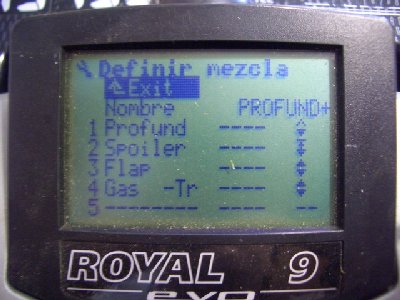 Definir mezcla
Exit
Nombre PROFUND+
1 Profund ----
2 Spoiler ----
3 Flap ----
4 Gas -Tr ----
5 -------- ---- --
ROYAL 9
EVO